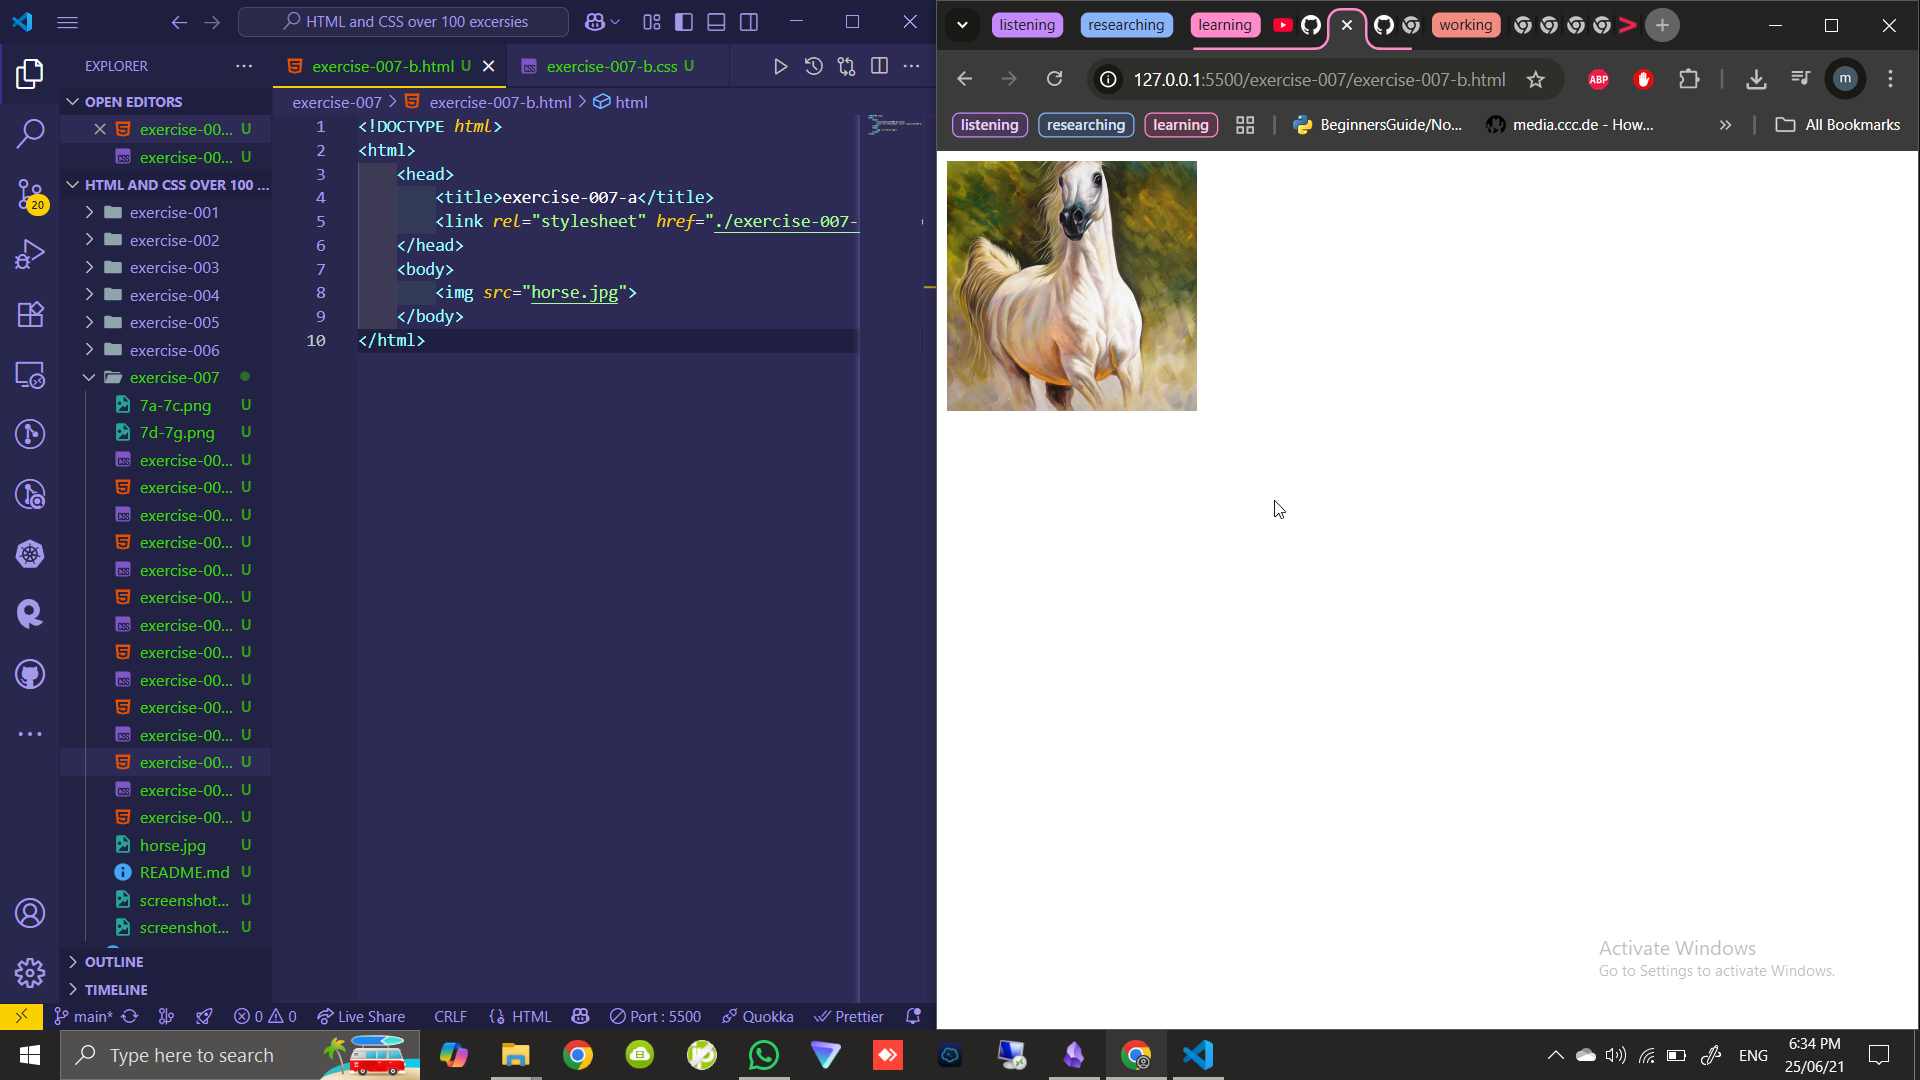 HTML and CSS over 100 excersies
EXPLORER
OPEN EDITORS
exercise-00... U
exercise-00... U
HTML AND CSS OVER 100 ...
exercise-001
exercise-002
exercise-003
exercise-004
exercise-005
exercise-006
exercise-007
7a-7c.png U
7d-7g.png U
exercise-00... U
exercise-00... U
exercise-00... U
exercise-00... U
exercise-00... U
exercise-00... U
exercise-00... U
exercise-00... U
exercise-00... U
exercise-00... U
exercise-00... U
exercise-00... U
exercise-00... U
exercise-00... U
horse.jpg U
README.md U
screenshot... U
screenshot... U
OUTLINE
TIMELINE
20
exercise-007-b.html U
exercise-007-b.css U
exercise-007 > exercise-007-b.html > html
1 <!DOCTYPE html>
2 <html>
3 <head>
4 <title>exercise-007-a</title>
5 <link rel="stylesheet" href="./exercise-007-
6 </head>
7 <body>
8 <img src="horse.jpg">
9 </body>
10 </html>
main* 0 0 Live Share CRLF HTML Port : 5500 Quokka Prettier
listening researching learning working
127.0.0.1:5500/exercise-007/exercise-007-b.html
ABP
m
listening researching learning BeginnersGuide/No... media.ccc.de - How... All Bookmarks
Activate Windows
Go to Settings to activate Windows.
Type here to search
ENG
6:34 PM
25/06/21